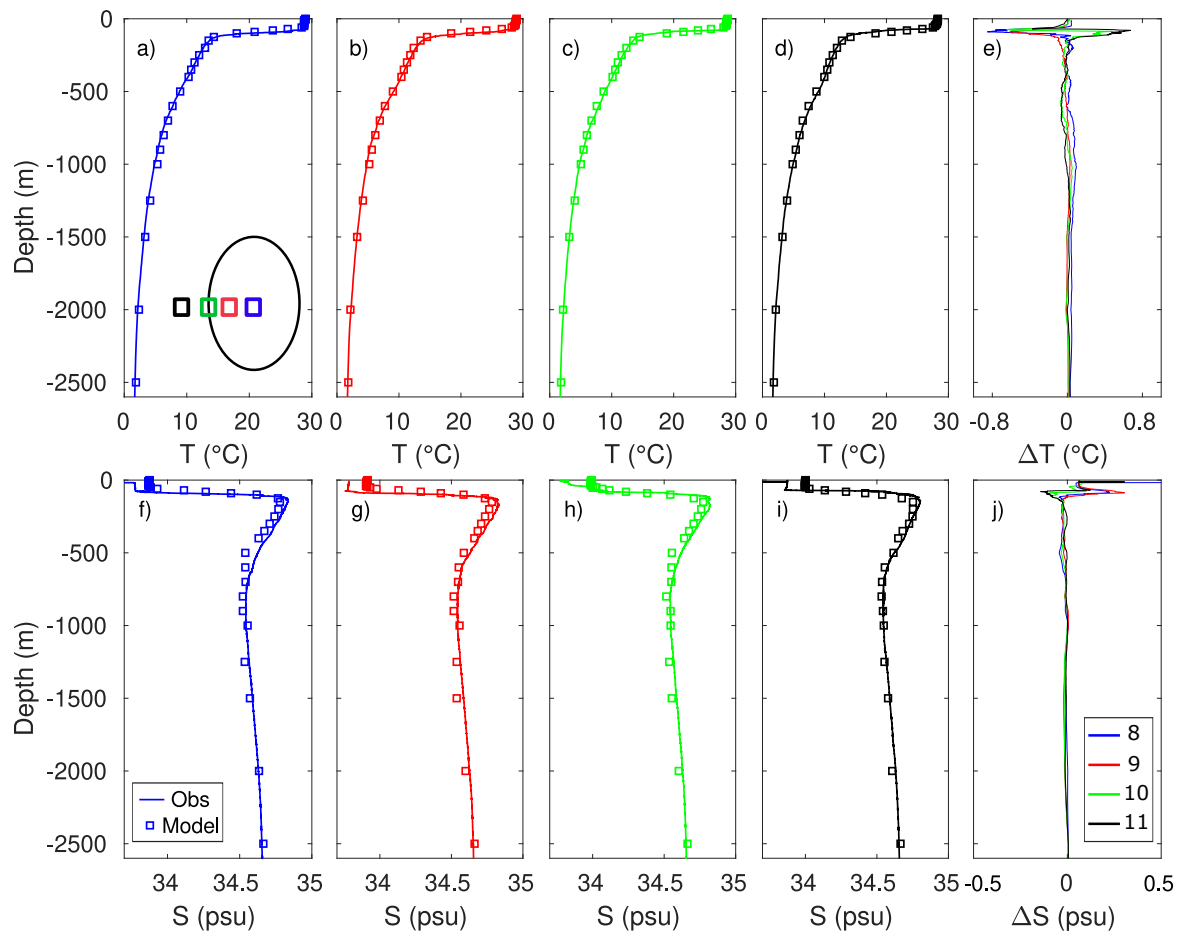 0
-500
-1000
-1500
-2000
-2500
Depth (m)
a)
b)
c)
d)
e)
0 10 20 30
0 10 20
0 10 20
0 10 20 30
-0.8 0 0.8
T (°C)
T (°C)
T (°C)
T (°C)
ΔT (°C)
0
-500
-1000
-1500
-2000
-2500
Depth (m)
f)
g)
h)
i)
j)
Obs
Model
8
9
10
11
34 34.5 35
34 34.5 35
34 34.5 35
34 34.5
-0.5 0 0.5
S (psu)
S (psu)
S (psu)
S (psu)
ΔS (psu)